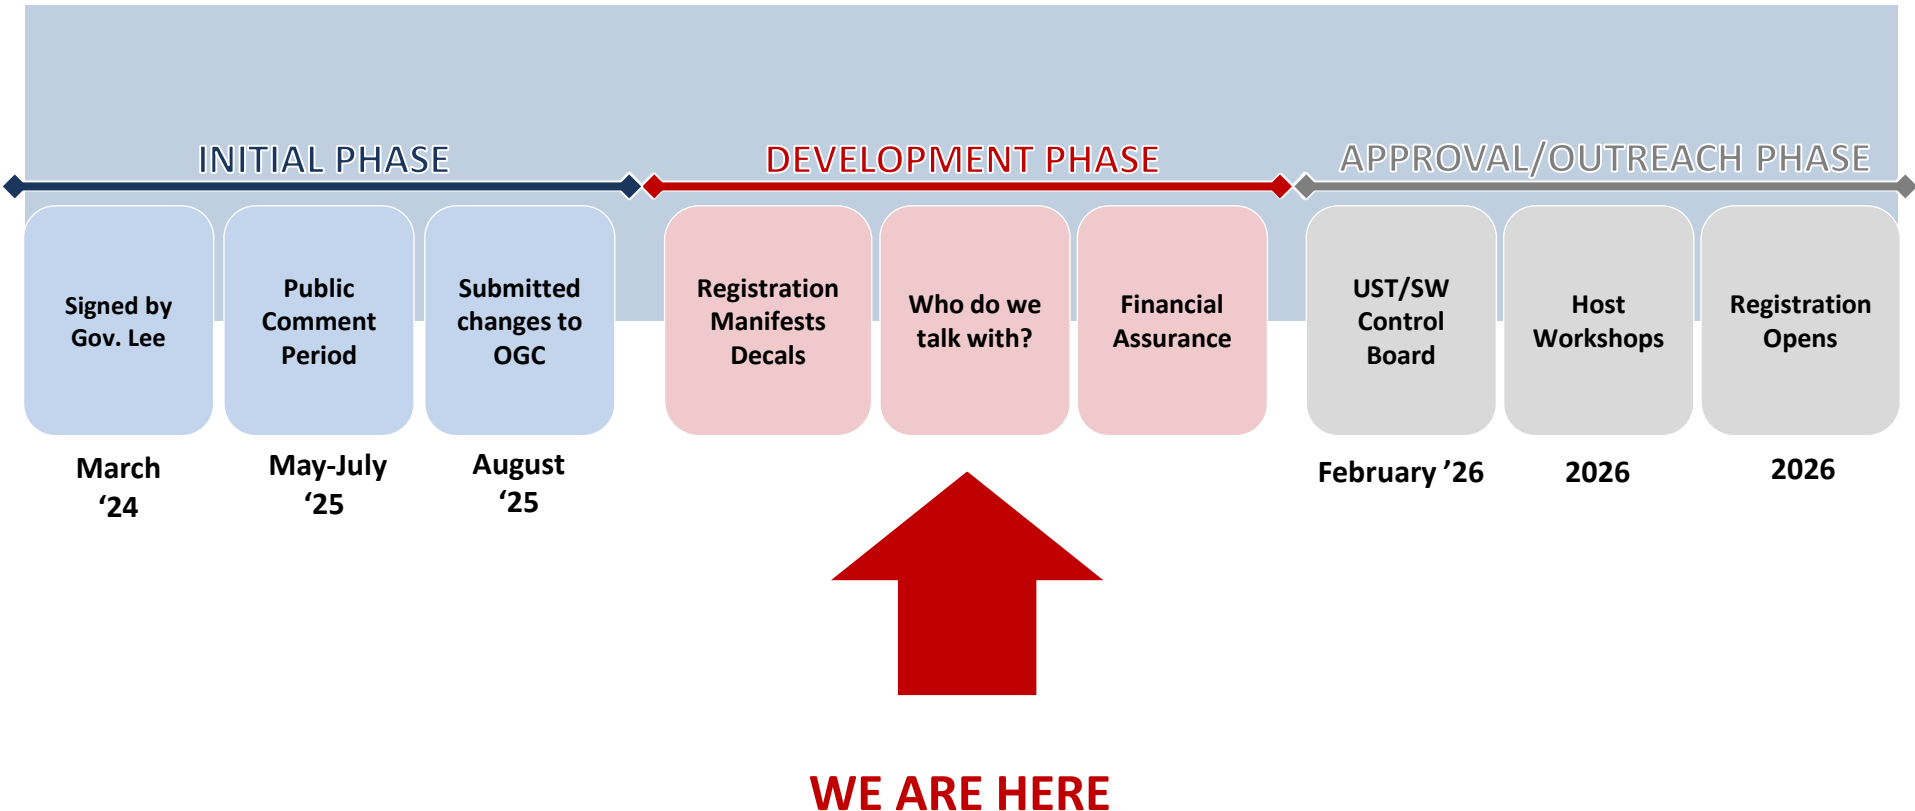 INITIAL PHASE
DEVELOPMENT PHASE
APPROVAL/OUTREACH PHASE
Signed by
Gov. Lee
Public
Comment
Period
Submitted
changes to
OGC
Registration
Manifests
Decals
Who do we
talk with?
Financial
Assurance
UST/SW
Control
Board
Host
Workshops
Registration
Opens
March
‘24
May-July
‘25
August
‘25
February ’26
2026
2026
WE ARE HERE